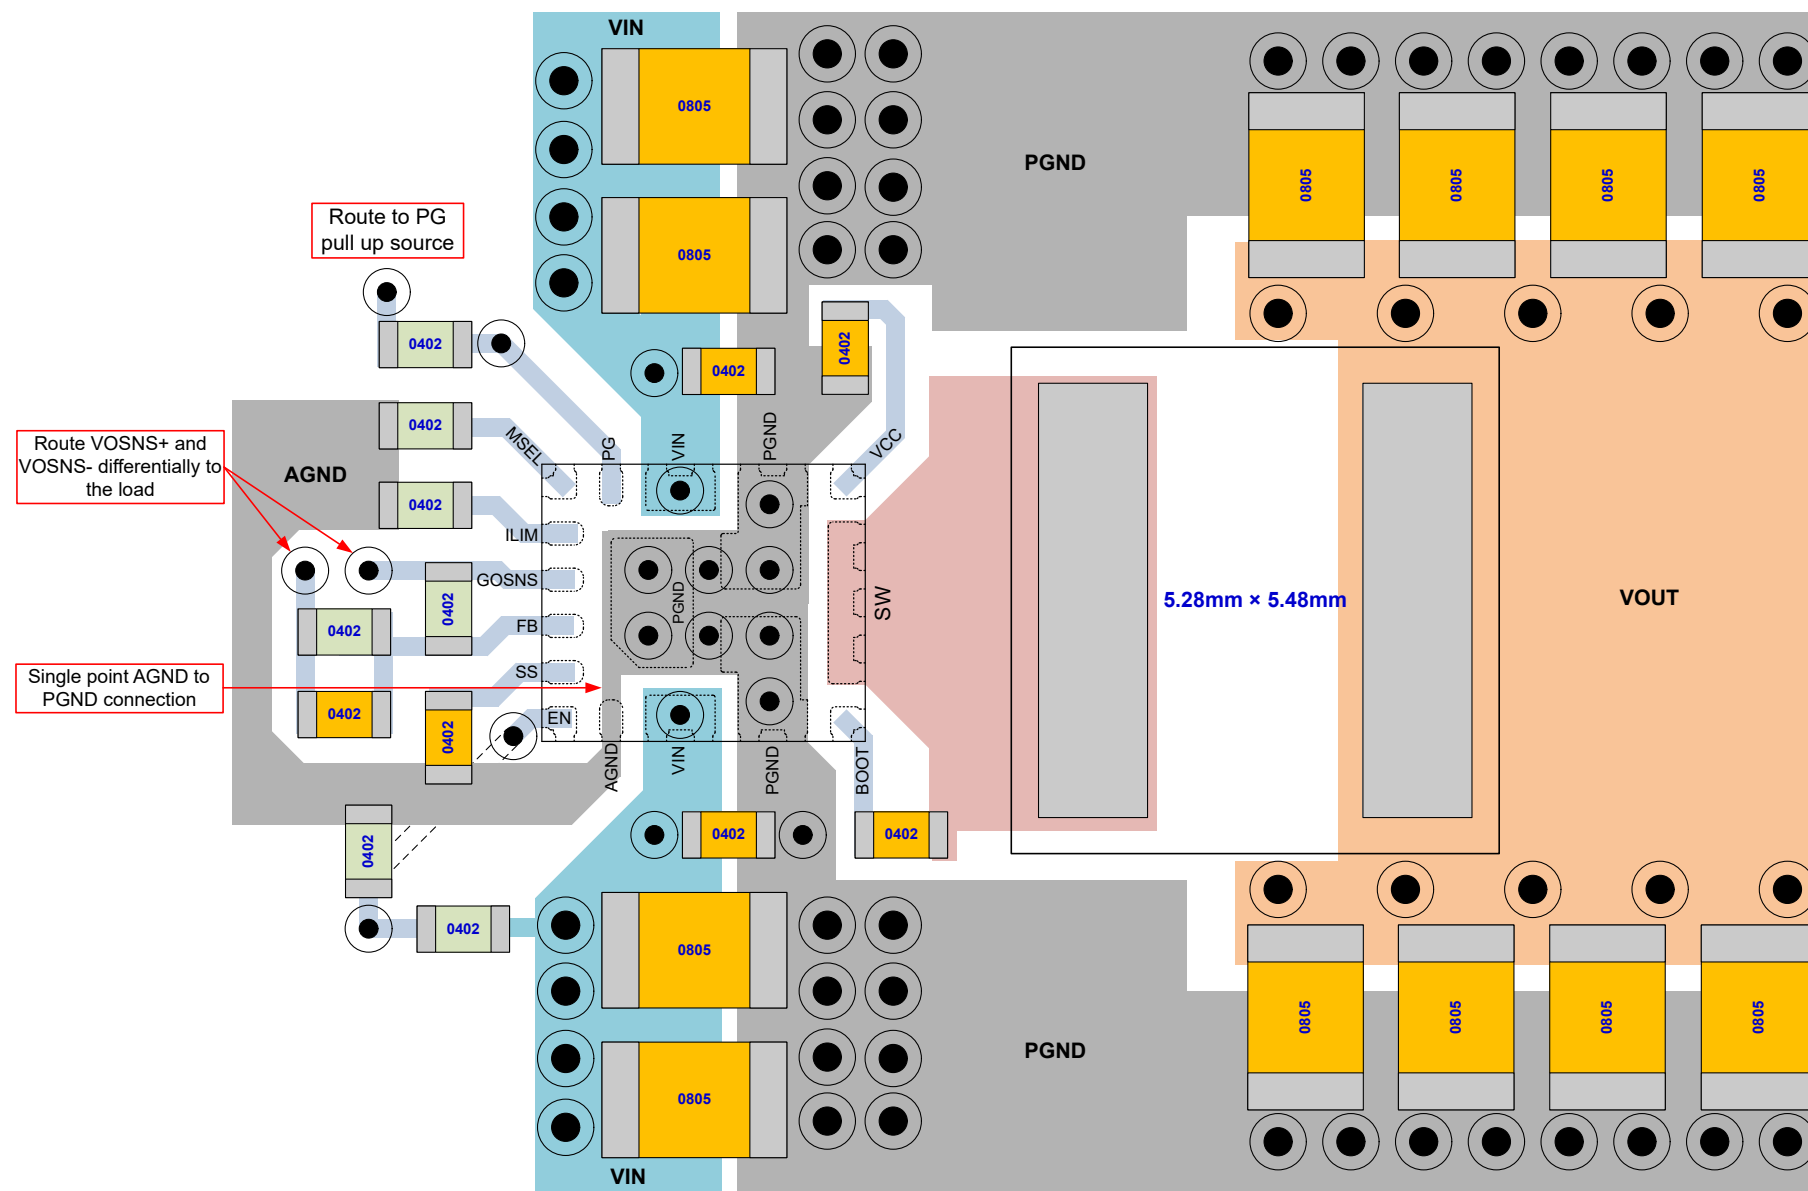 VIN
0805
PGND
0805
0805
0805
0805
Route to PG
pull up source
0805
0402
0402
0402
0402
MSEL
PG
VIN
PGND
VCC
Route VOSNS+ and
VOSNS- differentially to
the load
AGND
0402
ILIM
GOSNS
0402
FB
PGND
SW
5.28mm × 5.48mm
VOUT
0402
0402
SS
Single point AGND to
PGND connection
0402
0402
EN
AGND
VIN
PGND
BOOT
0402
0402
0402
0402
0805
0805
0805
0805
0805
PGND
0805
VIN